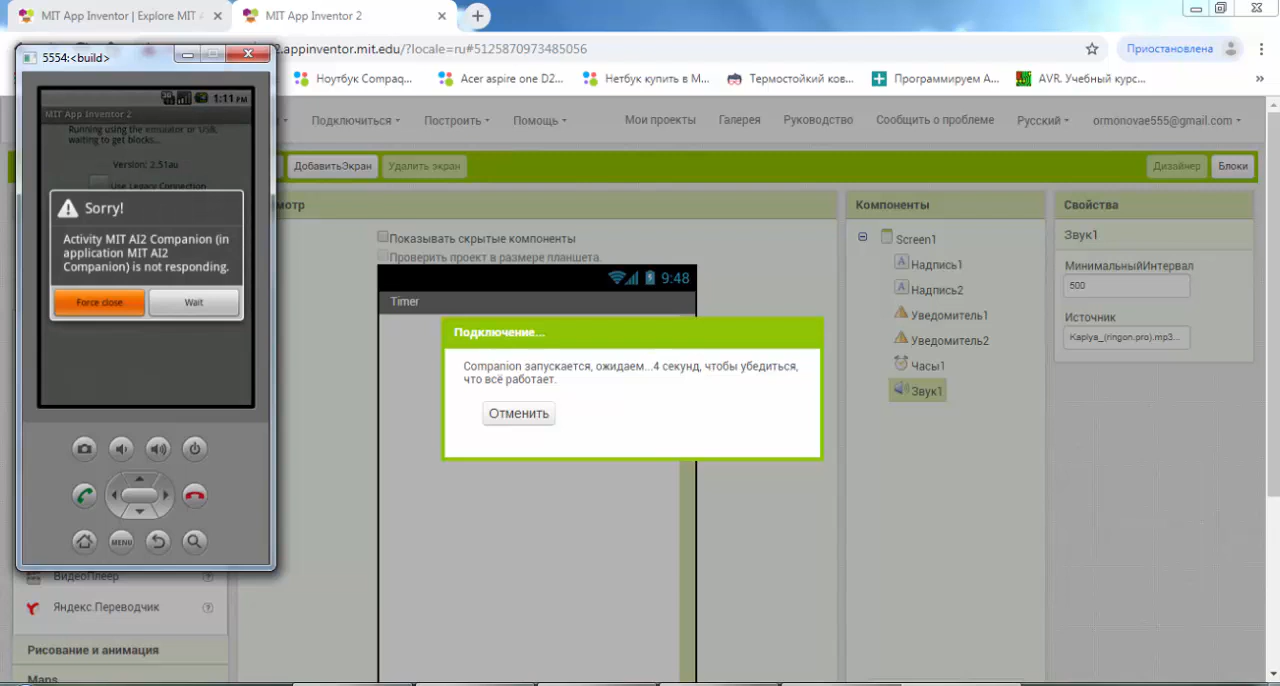 MIT App Inventor | Explore MIT A
MIT App Inventor 2
5554:<build>
2.appinventor.mit.edu/?locale=ru#5125870973485056
Приостановлена
Ноутбук Compaq...
Acer aspire one D2...
Нетбук купить в М...
Термостойкий ков...
Программируем А...
AVR. Учебный курс...
»
1:11 PM
MIT App Inventor 2
Running using the emulator or USB,
waiting to get blocks...
Version: 2.51au
Use Legacy Connection
Sorry!
Activity MIT AI2 Companion (in
application MIT AI2
Companion) is not responding.
Force close
Wait
MENU
Подключиться
Построить
Помощь
Мои проекты
Галерея
Руководство
Сообщить о проблеме
Русский
ormonovae555@gmail.com
ДобавитьЭкран
Удалить экран
Дизайнер
Блоки
мотр
Показывать скрытые компоненты
Проверить проект в размере планшета.
9:48
Timer
Подключение...
Companion запускается, ожидаем...4 секунд, чтобы убедиться,
что всё работает.
Отменить
Компоненты
Screen1
Надпись1
Надпись2
Уведомитель1
Уведомитель2
Часы1
Звук1
Свойства
Звук1
МинимальныйИнтервал
500
Источник
Kaplya_(ringon.pro).mp3...
ВидеоПлеер
Яндекс.Переводчик
Рисование и анимация
Maps